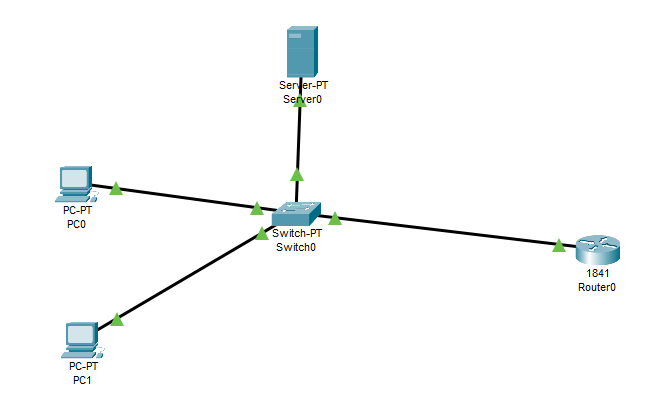 Server-PT
Server0
PC-PT
PC0
Switch-PT
Switch0
1841
Router0
PC-PT
PC1